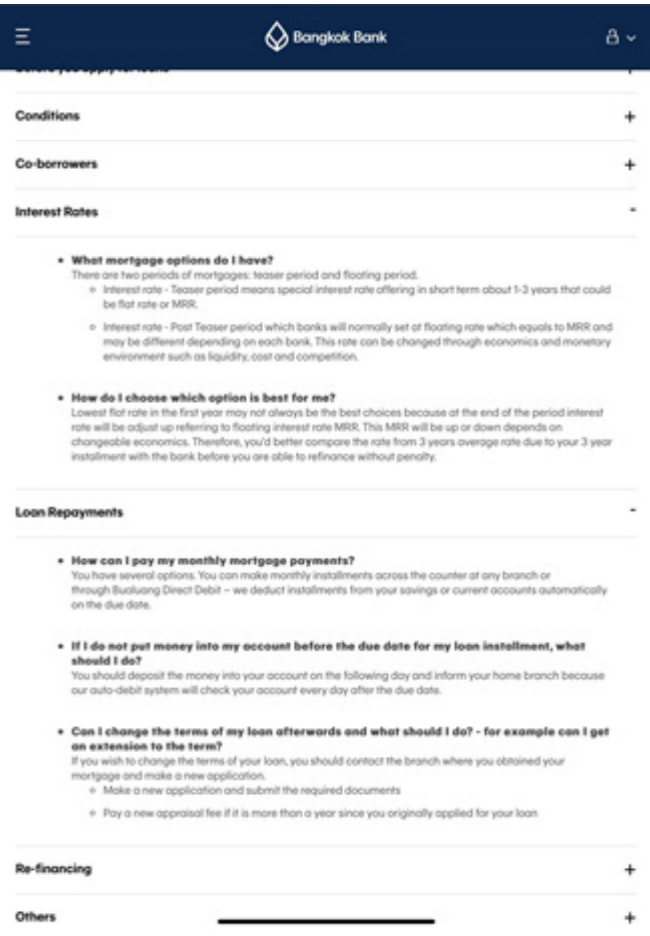 Bangkok Bank
Before you apply for loans
Conditions
Co-borrowers
Interest Rates
What mortgage options do I have?
There are two periods of mortgages: teaser period and floating period.
Interest rate - Teaser period means special interest rate offering in short term about 1-3 years that could
be flat rate or MRR.
Interest rate - Post Teaser period which banks will normally set at floating rate which equals to MRR and
may be different depending on each bank. This rate can be changed through economics and monetary
environment such as liquidity, cost and competition.
How do I choose which option is best for me?
Lowest flat rate in the first year may not always be the best choices because at the end of the period interest
rate will be adjust up referring to floating interest rate MRR. This MRR will be up or down depends on
changeable economics. Therefore, you'd better compare the rate from 3 years average rate due to your 3 year
installment with the bank before you are able to refinance without penalty.
Loan Repayments
How can I pay my monthly mortgage payments?
You have several options. You can make monthly installments across the counter at any branch or
through Bualuang Direct Debit – we deduct installments from your savings or current accounts automatically
on the due date.
If I do not put money into my account before the due date for my loan installment, what
should I do?
You should deposit the money into your account on the following day and inform your home branch because
our auto-debit system will check your account every day after the due date.
Can I change the terms of my loan afterwards and what should I do? - for example can I get
an extension to the term?
If you wish to change the terms of your loan, you should contact the branch where you obtained your
mortgage and make a new application.
Make a new application and submit the required documents
Pay a new appraisal fee if it is more than a year since you originally applied for your loan
Re-financing
Others